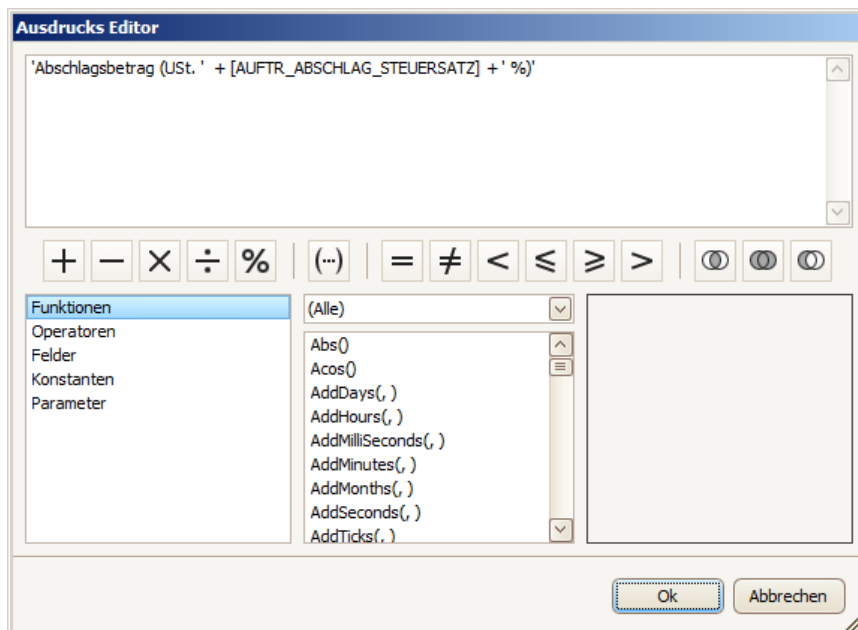 Ausdrucks Editor
'Abschlagsbetrag (USt. ' + [AUFTR_ABSCHLAG_STEUERSATZ] + ' %)'
+ − × ÷ % (···) = ≠ < ≤ ≥ >
Funktionen
Operatoren
Felder
Konstanten
Parameter
(Alle)
Abs()
Acos()
AddDays(, )
AddHours(, )
AddMilliSeconds(, )
AddMinutes(, )
AddMonths(, )
AddSeconds(, )
AddTicks(, )
Ok
Abbrechen